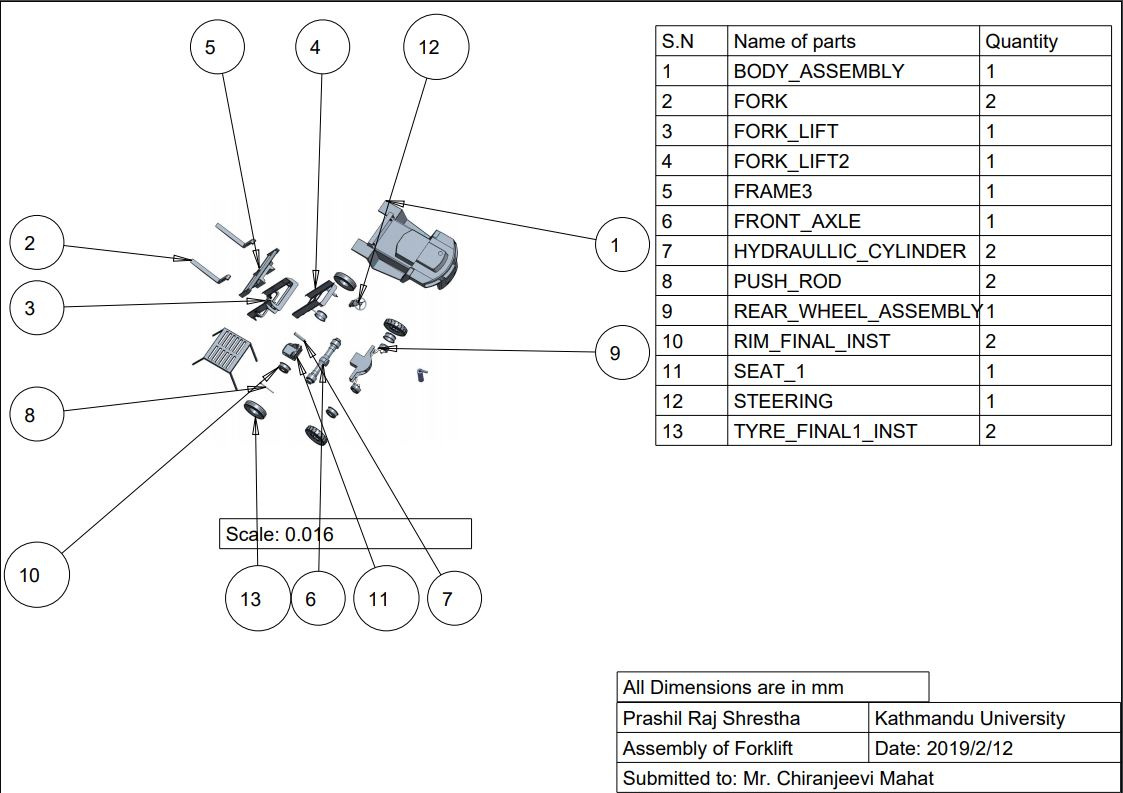 5 4 12
S.N Name of parts Quantity
1 BODY_ASSEMBLY 1
2 FORK 2
3 FORK_LIFT 1
4 FORK_LIFT2 1
5 FRAME3 1
6 FRONT_AXLE 1
7 HYDRAULLIC_CYLINDER 2
8 PUSH_ROD 2
9 REAR_WHEEL_ASSEMBLY 1
10 RIM_FINAL_INST 2
11 SEAT_1 1
12 STEERING 1
13 TYRE_FINAL1_INST 2
2
1
3
9
8
Scale: 0.016
10
13 6 11 7
All Dimensions are in mm
Prashil Raj Shrestha Kathmandu University
Assembly of Forklift Date: 2019/2/12
Submitted to: Mr. Chiranjeevi Mahat